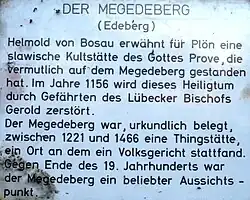 DER MEGEDEBERG
(Edeberg)
Helmold von Bosau erwähnt für Plön eine
slawische Kultstätte des Gottes Prove, die
vermutlich auf dem Megedeberg gestanden
hat. Im Jahre 1156 wird dieses Heiligtum
durch Gefährten des Lübecker Bischofs
Gerold zerstört.
Der Megedeberg war, urkundlich belegt,
zwischen 1221 und 1466 eine Thingstätte,
ein Ort an dem ein Volksgericht stattfand.
Gegen Ende des 19. Jahrhunderts war
der Megedeberg ein beliebter Aussichts-
punkt.